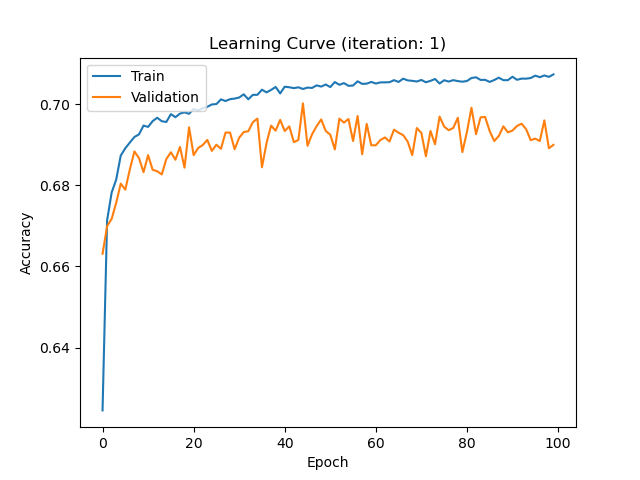 Learning Curve (iteration: 1)
Train
Validation
0.70
0.68
0.66
0.64
Accuracy
0
20
40
60
80
100
Epoch